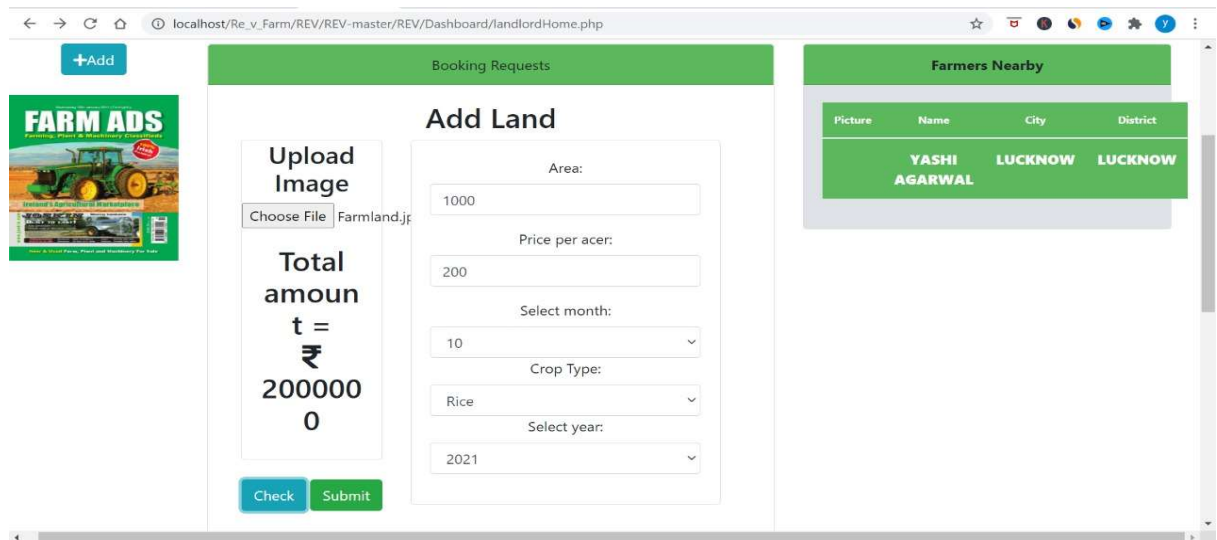 localhost/Re_v_Farm/REV/REV-master/REV/Dashboard/landlordHome.php
y
+Add
FARM ADS
Farming, Plant & Machinery Classifieds
Ireland's Agricultural Marketplace
Booking Requests
Add Land
Upload
Image
Choose File Farmland.jp
Total
amoun
t =
₹
200000
0
Check Submit
Area:
1000
Price per acer:
200
Select month:
10
Crop Type:
Rice
Select year:
2021
Farmers Nearby
Picture Name City District
YASHI LUCKNOW LUCKNOW
AGARWAL